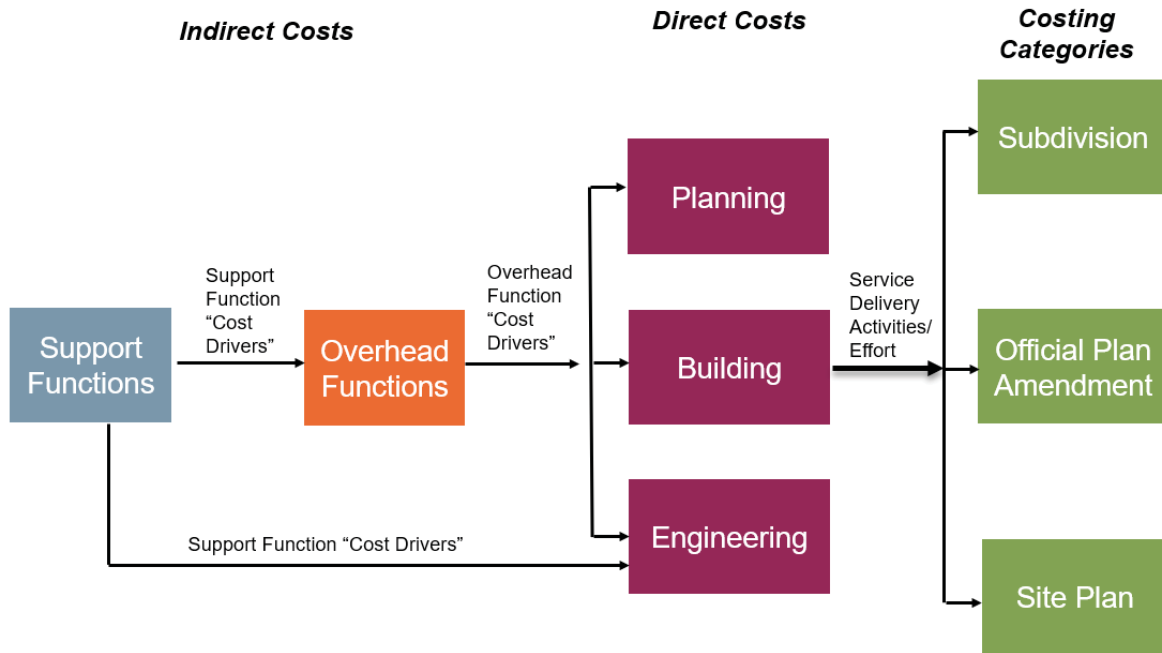 Indirect Costs
Direct Costs
Costing
Categories
Subdivision
Planning
Support
Function
“Cost
Drivers”
Overhead
Function
“Cost
Drivers”
Service
Delivery
Activities/
Effort
Support
Functions
Overhead
Functions
Building
Official Plan
Amendment
Engineering
Support Function “Cost Drivers”
Site Plan